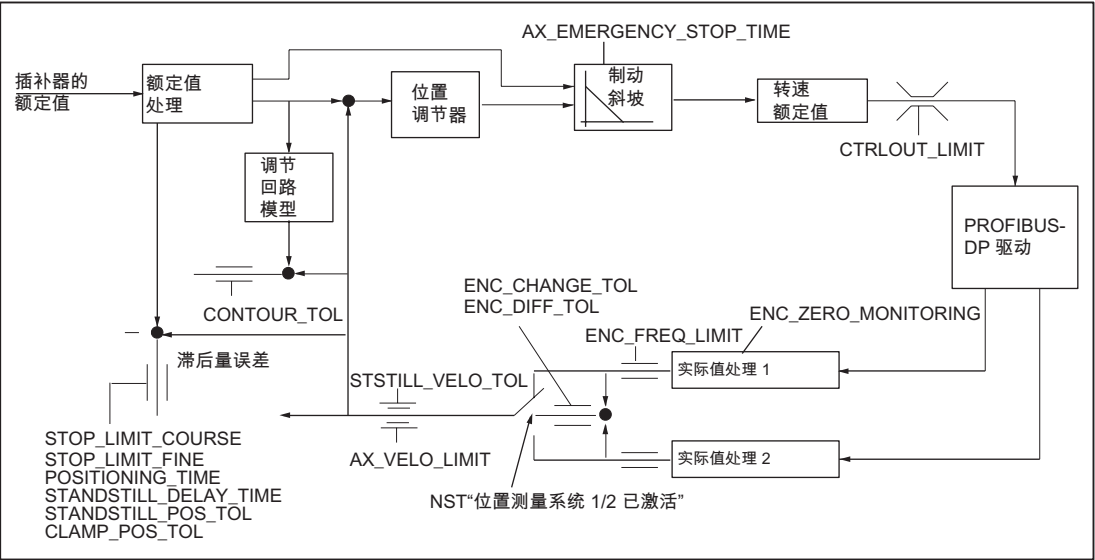 AX_EMERGENCY_STOP_TIME
插补器的
额定值
额定值
处理
位置
调节器
制动
斜坡
转速
额定值
CTRLOUT_LIMIT
调节
回路
模型
PROFIBUS-
DP 驱动
CONTOUR_TOL
ENC_CHANGE_TOL
ENC_DIFF_TOL
ENC_FREQ_LIMIT
ENC_ZERO_MONITORING
滞后量误差
实际值处理 1
STSTILL_VELO_TOL
AX_VELO_LIMIT
实际值处理 2
NST“位置测量系统 1/2 已激活”
STOP_LIMIT_COURSE
STOP_LIMIT_FINE
POSITIONING_TIME
STANDSTILL_DELAY_TIME
STANDSTILL_POS_TOL
CLAMP_POS_TOL